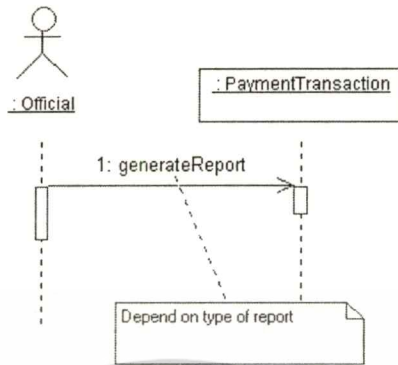 : Official
: PaymentTransaction
1: generateReport
Depend on type of report